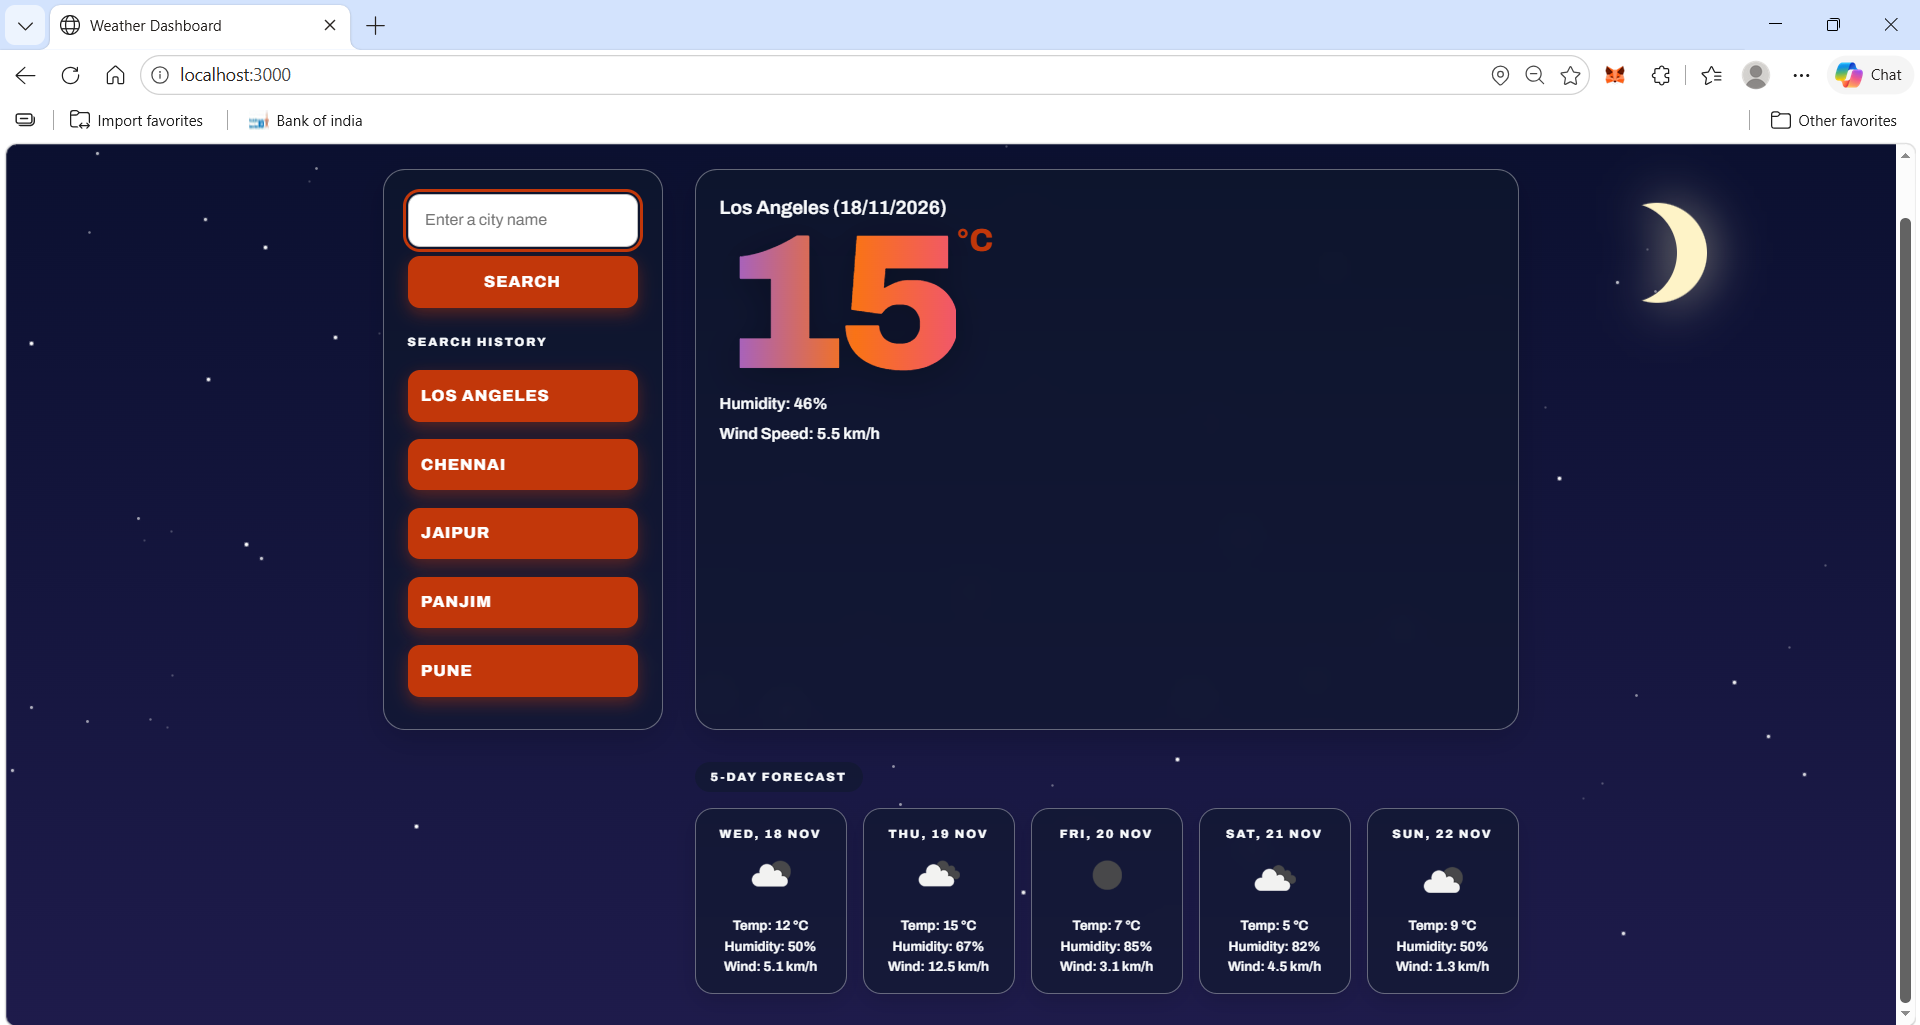 Weather Dashboard
localhost:3000
Chat
Import favorites
Bank of india
Other favorites
Enter a city name
SEARCH
SEARCH HISTORY
LOS ANGELES
CHENNAI
JAIPUR
PANJIM
PUNE
Los Angeles (18/11/2026)
15 °C
Humidity: 46%
Wind Speed: 5.5 km/h
5-DAY FORECAST
WED, 18 NOV
Temp: 12 °C
Humidity: 50%
Wind: 5.1 km/h
THU, 19 NOV
Temp: 15 °C
Humidity: 67%
Wind: 12.5 km/h
FRI, 20 NOV
Temp: 7 °C
Humidity: 85%
Wind: 3.1 km/h
SAT, 21 NOV
Temp: 5 °C
Humidity: 82%
Wind: 4.5 km/h
SUN, 22 NOV
Temp: 9 °C
Humidity: 50%
Wind: 1.3 km/h